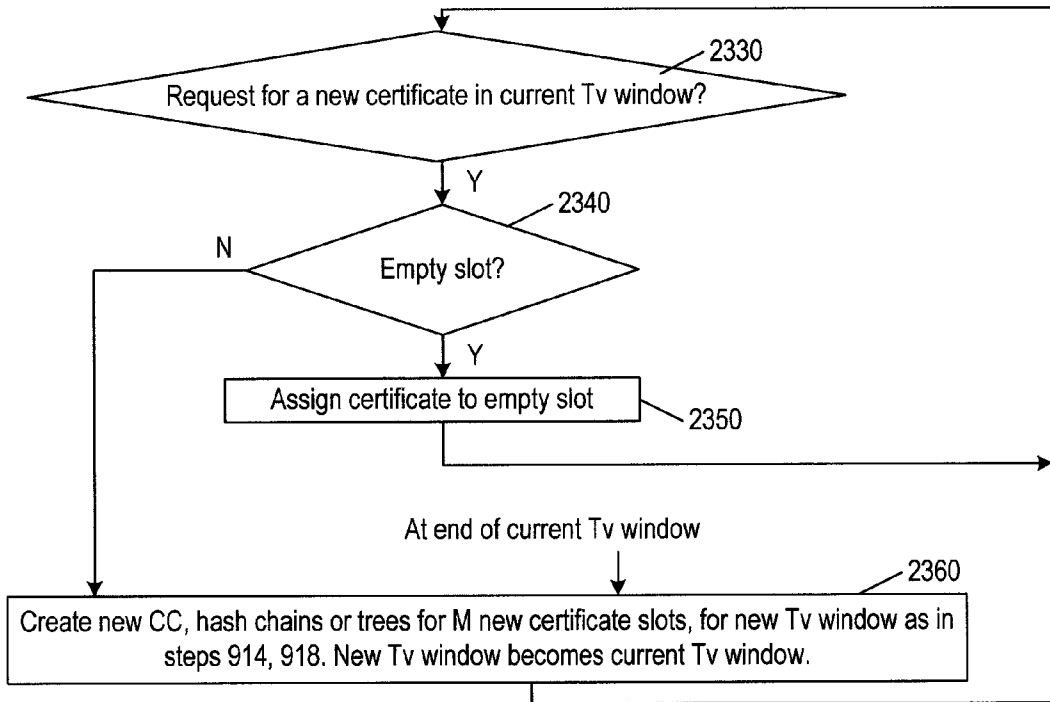 2330
Request for a new certificate in current Tv window?
Y
2340
N
Empty slot?
Y
Assign certificate to empty slot
2350
At end of current Tv window
2360
Create new CC, hash chains or trees for M new certificate slots, for new Tv window as in
steps 914, 918. New Tv window becomes current Tv window.